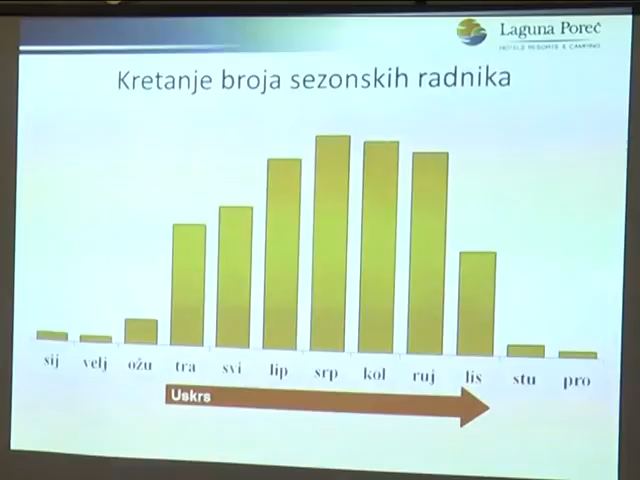 Laguna Poreč
HOTELS RESORTS & CAMPING
Kretanje broja sezonskih radnika
sij velj ožu tra svi lip srp kol ruj lis stu pro
Uskrs